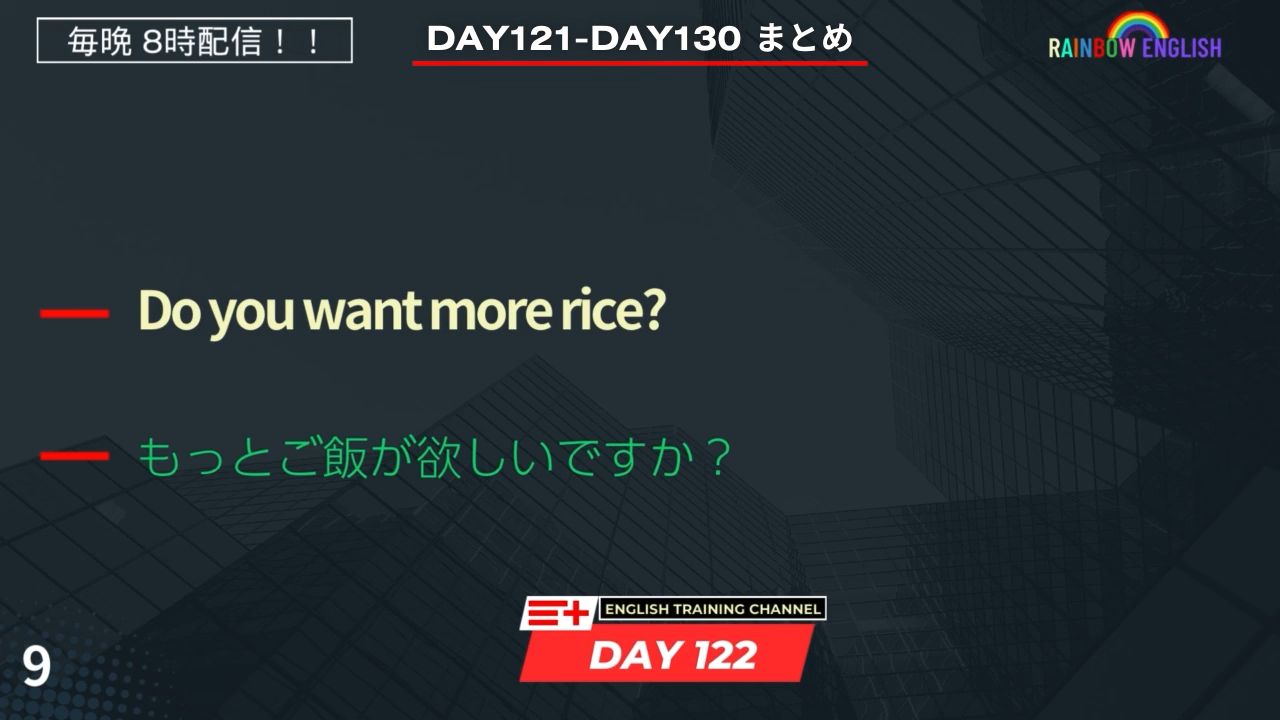 毎晩 8時配信！！
DAY121-DAY130 まとめ
RAINBOW ENGLISH
Do you want more rice?
もっとご飯が欲しいですか？
ENGLISH TRAINING CHANNEL
DAY 122
9